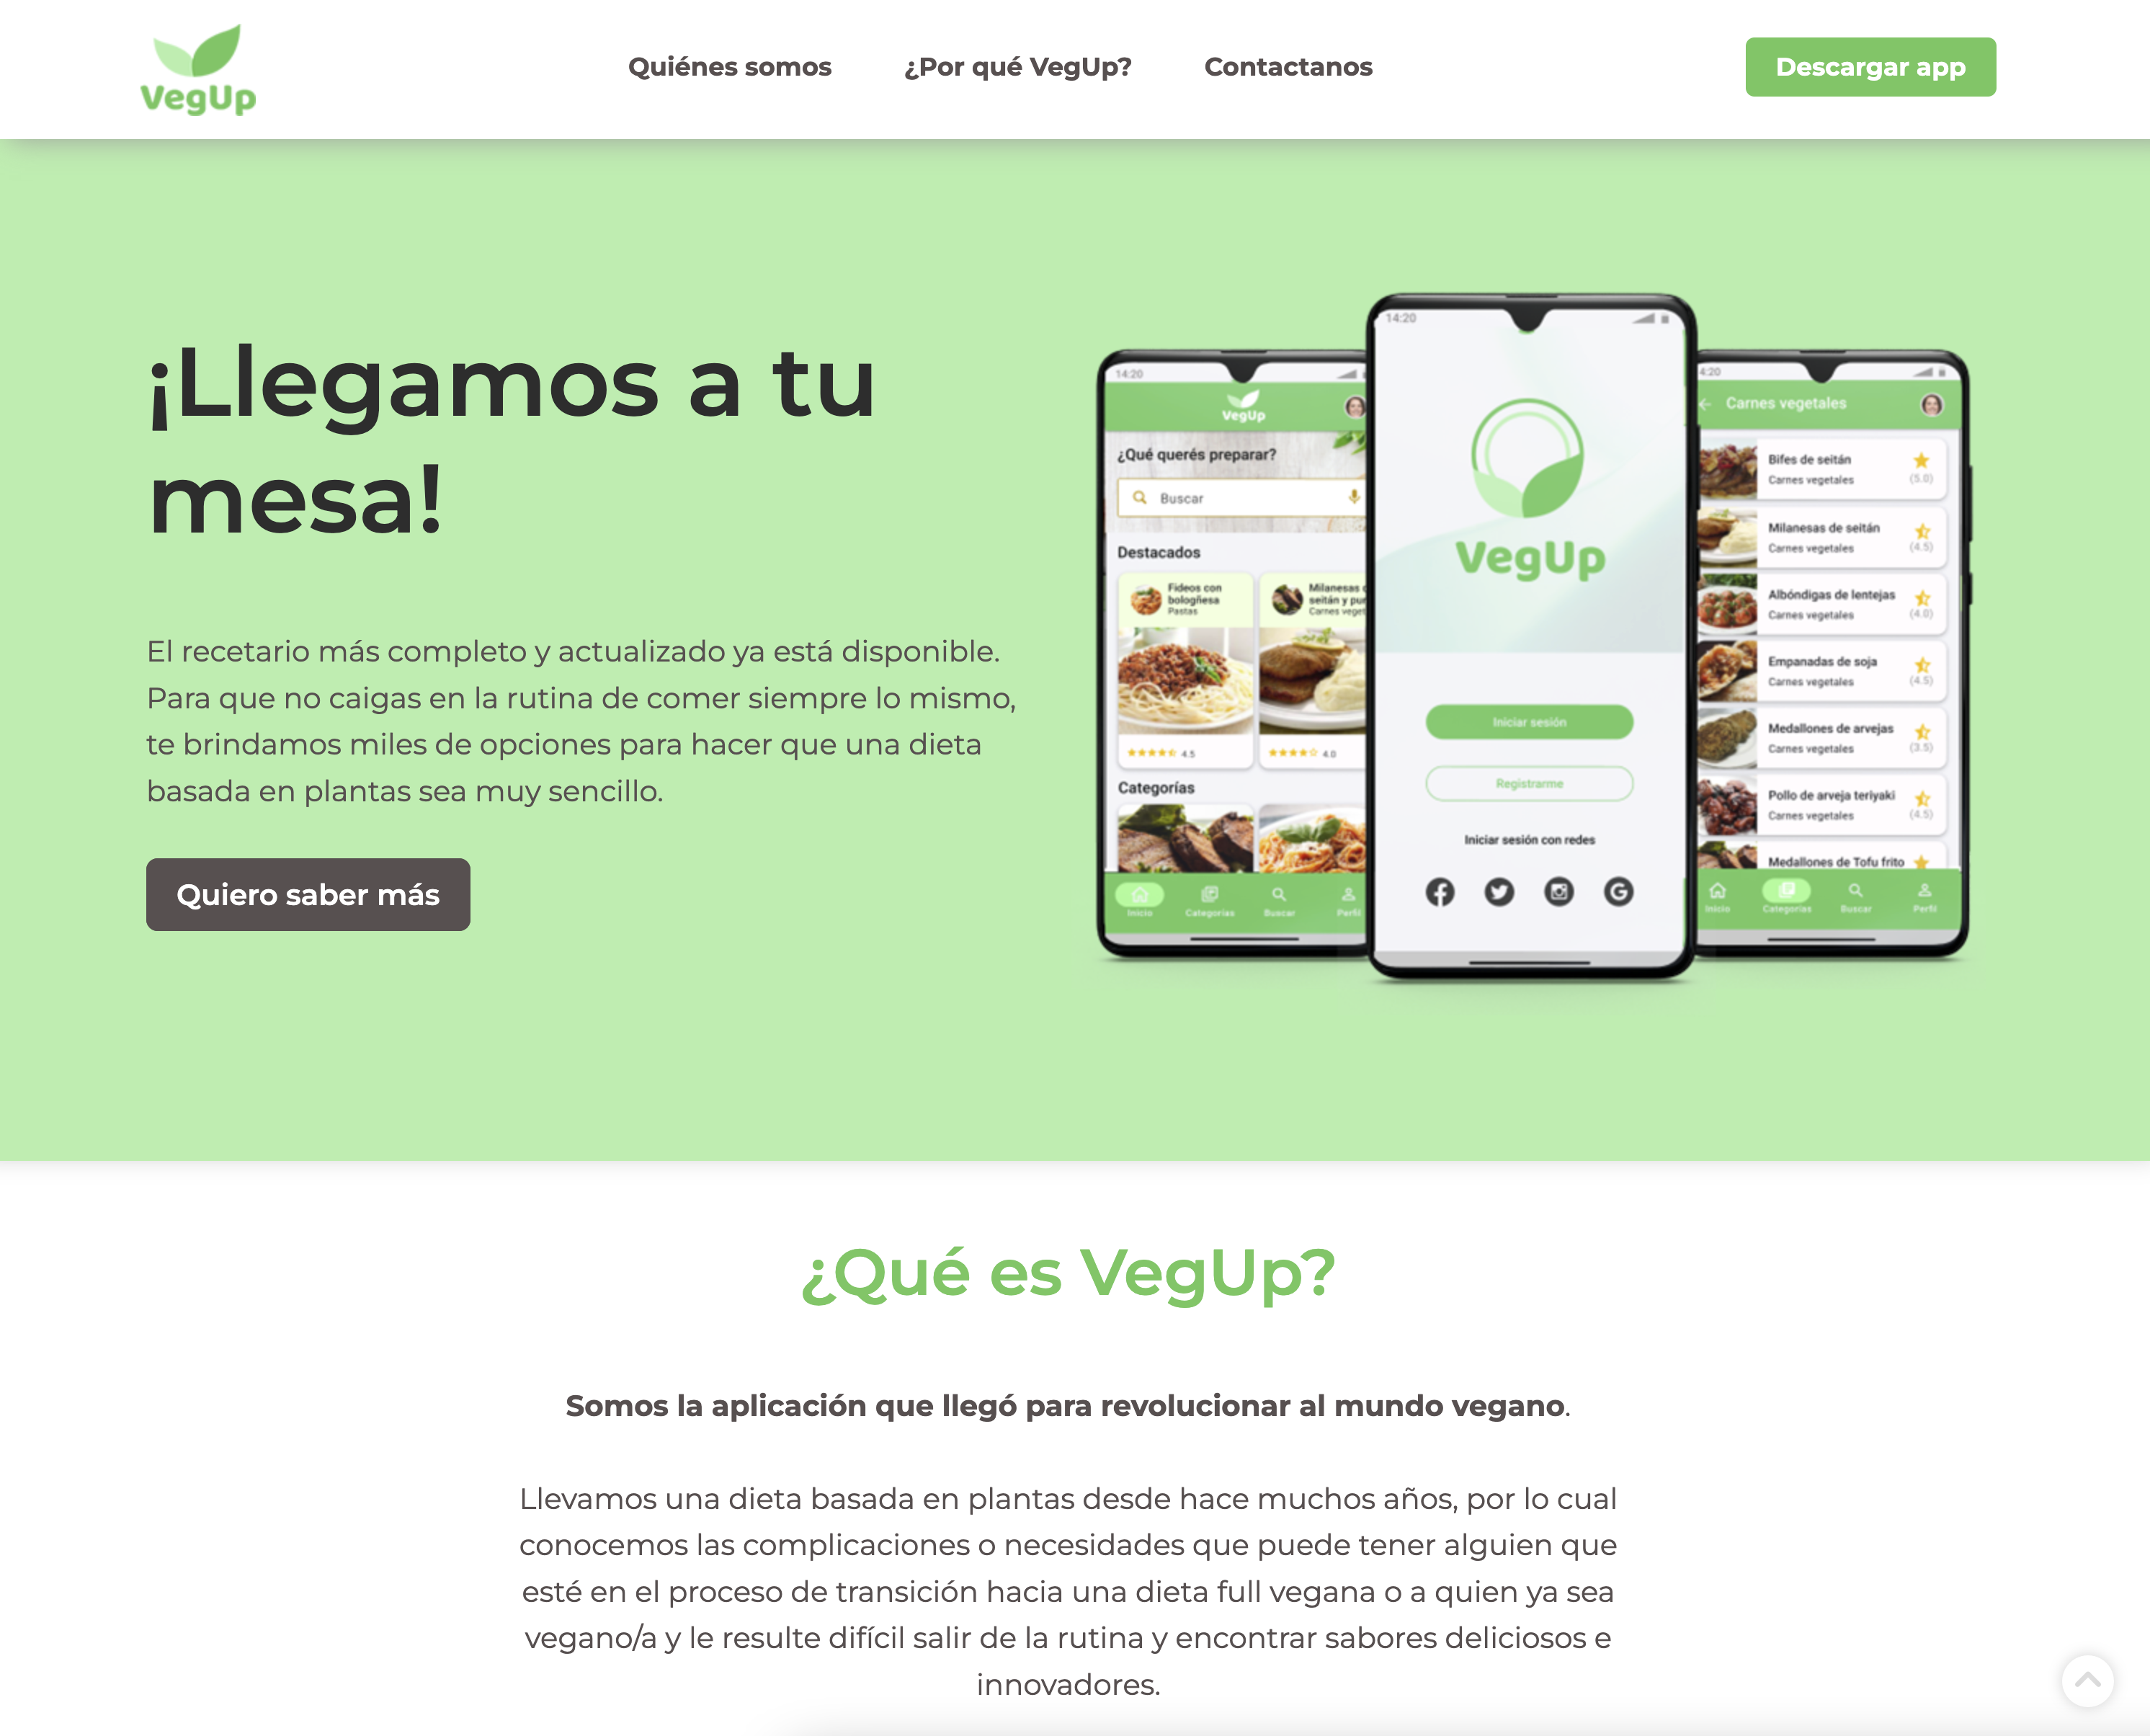 VegUp
Quiénes somos
¿Por qué VegUp?
Contactanos
Descargar app
¡Llegamos a tu
mesa!
El recetario más completo y actualizado ya está disponible.
Para que no caigas en la rutina de comer siempre lo mismo,
te brindamos miles de opciones para hacer que una dieta
basada en plantas sea muy sencillo.
Quiero saber más
14:20
VegUp
¿Qué querés preparar?
Buscar
Destacados
Fideos con
bologñesa
Pastas
4.5
Milanesas
seitán y
Carnes
4.0
Categorías
Inicio
Categorías
Buscar
Perfil
14:20
VegUp
Iniciar sesión
Registrarme
Iniciar sesión con redes
4:20
Carnes vegetales
Bifes de seitán
Carnes vegetales
(5.0)
Milanesas de seitán
Carnes vegetales
(4.5)
Albóndigas de lentejas
Carnes vegetales
(4.0)
Empanadas de soja
Carnes vegetales
(4.5)
Medallones de arvejas
Carnes vegetales
(3.5)
Pollo de arveja teriyaki
Carnes vegetales
(4.5)
Medallones de Tofu frito
Inicio
Categorías
Buscar
Perfil
¿Qué es VegUp?
Somos la aplicación que llegó para revolucionar al mundo vegano.
Llevamos una dieta basada en plantas desde hace muchos años, por lo cual
conocemos las complicaciones o necesidades que puede tener alguien que
esté en el proceso de transición hacia una dieta full vegana o a quien ya sea
vegano/a y le resulte difícil salir de la rutina y encontrar sabores deliciosos e
innovadores.